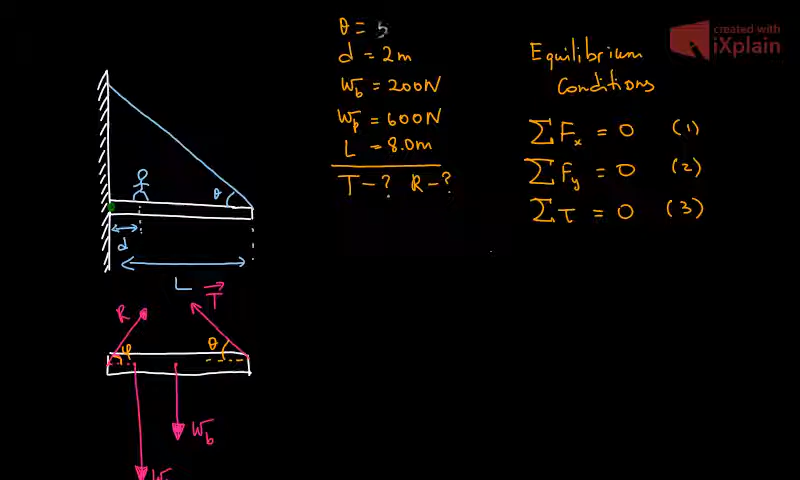 θ = 5
d = 2m
W_b = 200N
W_p = 600N
L = 8.0m
T - ? R - ?
created with
iXplain
Equilibrium
Conditions
∑ F_x = 0 (1)
∑ F_y = 0 (2)
∑ τ = 0 (3)
θ
d
L
R
T
φ
θ
W_b
W